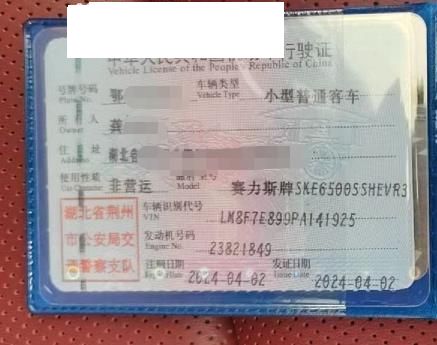 行驶证
Vehicle License of the People's Republic of China
号牌号码 鄂 车辆类型 小型普通客车
Plate No. Vehicle Type
所有人 龚
Owner
住址 湖北省
Address
使用性质 非营运 品牌型号 赛力斯牌SKE6500SSHEVR3
Use Character Model
湖北省荆州 车辆识别代号 LM8F7E899PA141925
VIN
市公安局交 发动机号码 23821849
Engine No.
警察支队 注册日期 2024-04-02 发证日期 2024-04-02
Register Date Issue Date